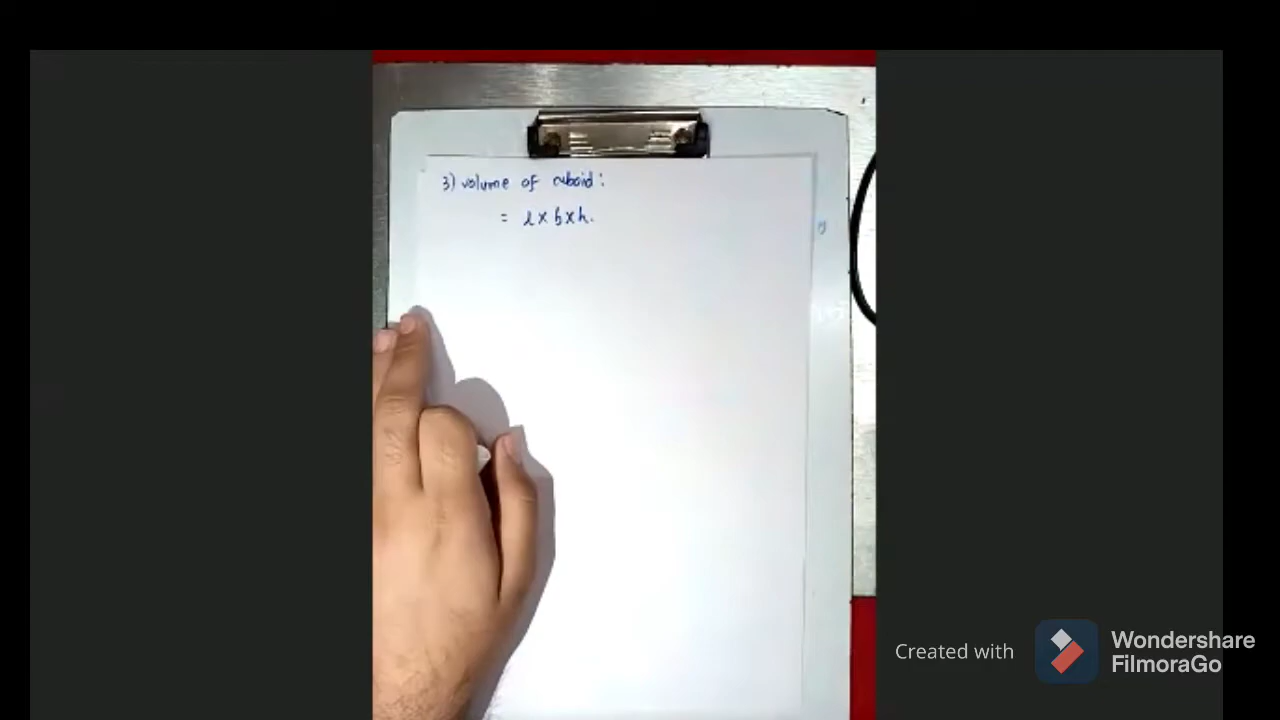 3) volume of cuboid:
= l × b × h.
Created with
Wondershare
FilmoraGo